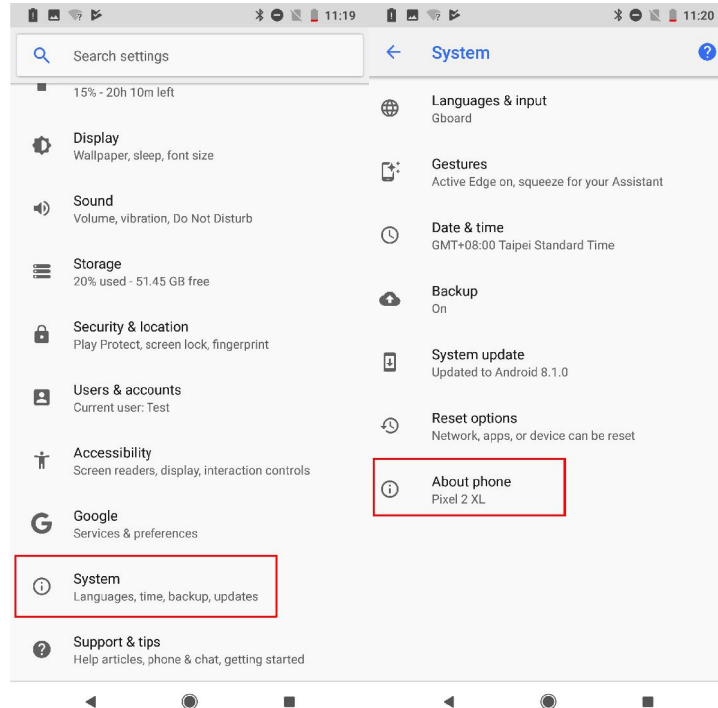 11:19
Search settings
15% - 20h 10m left
Display
Wallpaper, sleep, font size
Sound
Volume, vibration, Do Not Disturb
Storage
20% used - 51.45 GB free
Security & location
Play Protect, screen lock, fingerprint
Users & accounts
Current user: Test
Accessibility
Screen readers, display, interaction controls
Google
Services & preferences
System
Languages, time, backup, updates
Support & tips
Help articles, phone & chat, getting started
11:20
System
Languages & input
Gboard
Gestures
Active Edge on, squeeze for your Assistant
Date & time
GMT+08:00 Taipei Standard Time
Backup
On
System update
Updated to Android 8.1.0
Reset options
Network, apps, or device can be reset
About phone
Pixel 2 XL